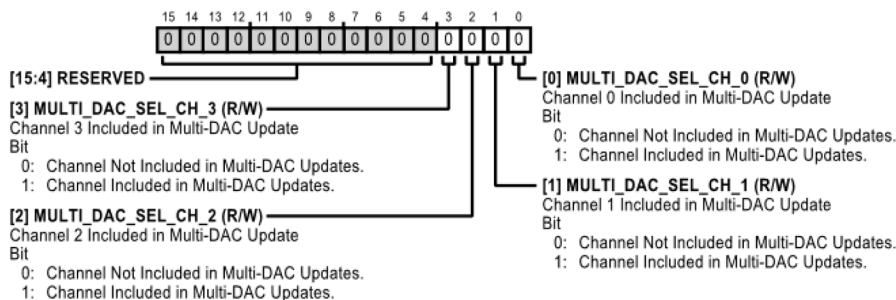 15 14 13 12 11 10 9 8 7 6 5 4 3 2 1 0
0 0 0 0 0 0 0 0 0 0 0 0 0 0 0 0
[15:4] RESERVED
[3] MULTI_DAC_SEL_CH_3 (R/W)
Channel 3 Included in Multi-DAC Update
Bit
0: Channel Not Included in Multi-DAC Updates.
1: Channel Included in Multi-DAC Updates.
[2] MULTI_DAC_SEL_CH_2 (R/W)
Channel 2 Included in Multi-DAC Update
Bit
0: Channel Not Included in Multi-DAC Updates.
1: Channel Included in Multi-DAC Updates.
[0] MULTI_DAC_SEL_CH_0 (R/W)
Channel 0 Included in Multi-DAC Update
Bit
0: Channel Not Included in Multi-DAC Updates.
1: Channel Included in Multi-DAC Updates.
[1] MULTI_DAC_SEL_CH_1 (R/W)
Channel 1 Included in Multi-DAC Update
Bit
0: Channel Not Included in Multi-DAC Updates.
1: Channel Included in Multi-DAC Updates.